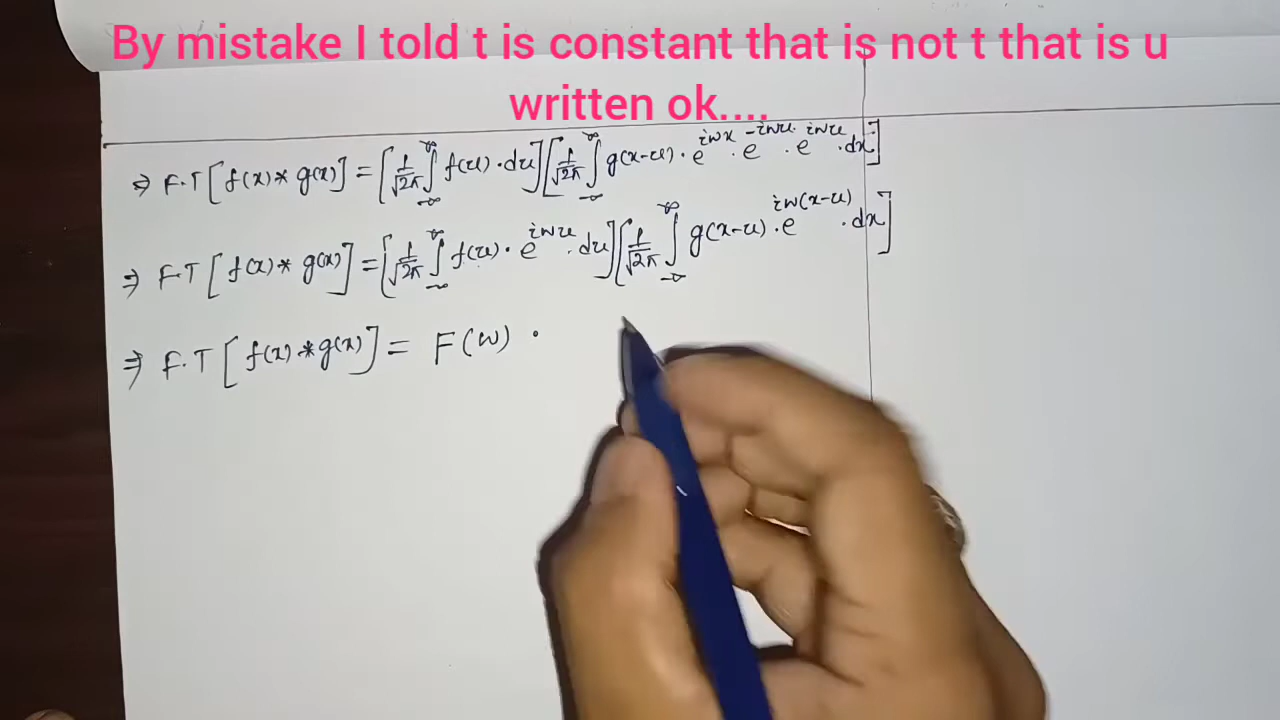 By mistake I told t is constant that is not t that is u
written ok....
⇒ F.T[f(x)* g(x)] = [1/√2π ∫_{-∞}^{∞} f(u)·du][1/√2π ∫_{-∞}^{∞} g(x-u)·e^{iwx}·e^{-iwu}·e^{iwu}·dx]
⇒ F.T[f(x)* g(x)] = [1/√2π ∫_{-∞}^{∞} f(u)·e^{iwu}·du][1/√2π ∫_{-∞}^{∞} g(x-u)·e^{iw(x-u)}·dx]
⇒ F.T[f(x)*g(x)] = F(w) ·